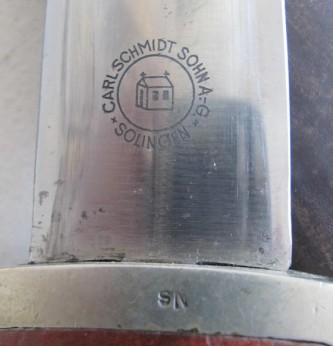 CARL SCHMIDT SOHN A.-G.
* SOLINGEN *
NS